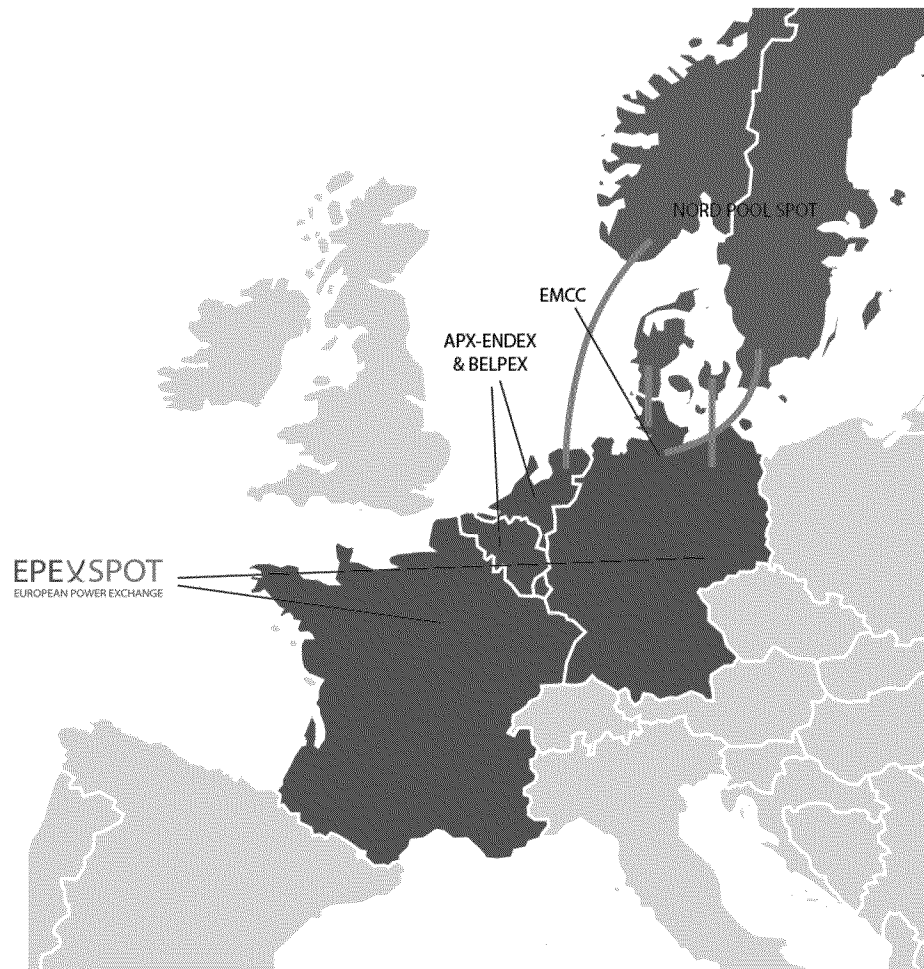 NORD POOL SPOT
EMCC
APX-ENDEX
& BELPEX
EPEXSPOT
EUROPEAN POWER EXCHANGE